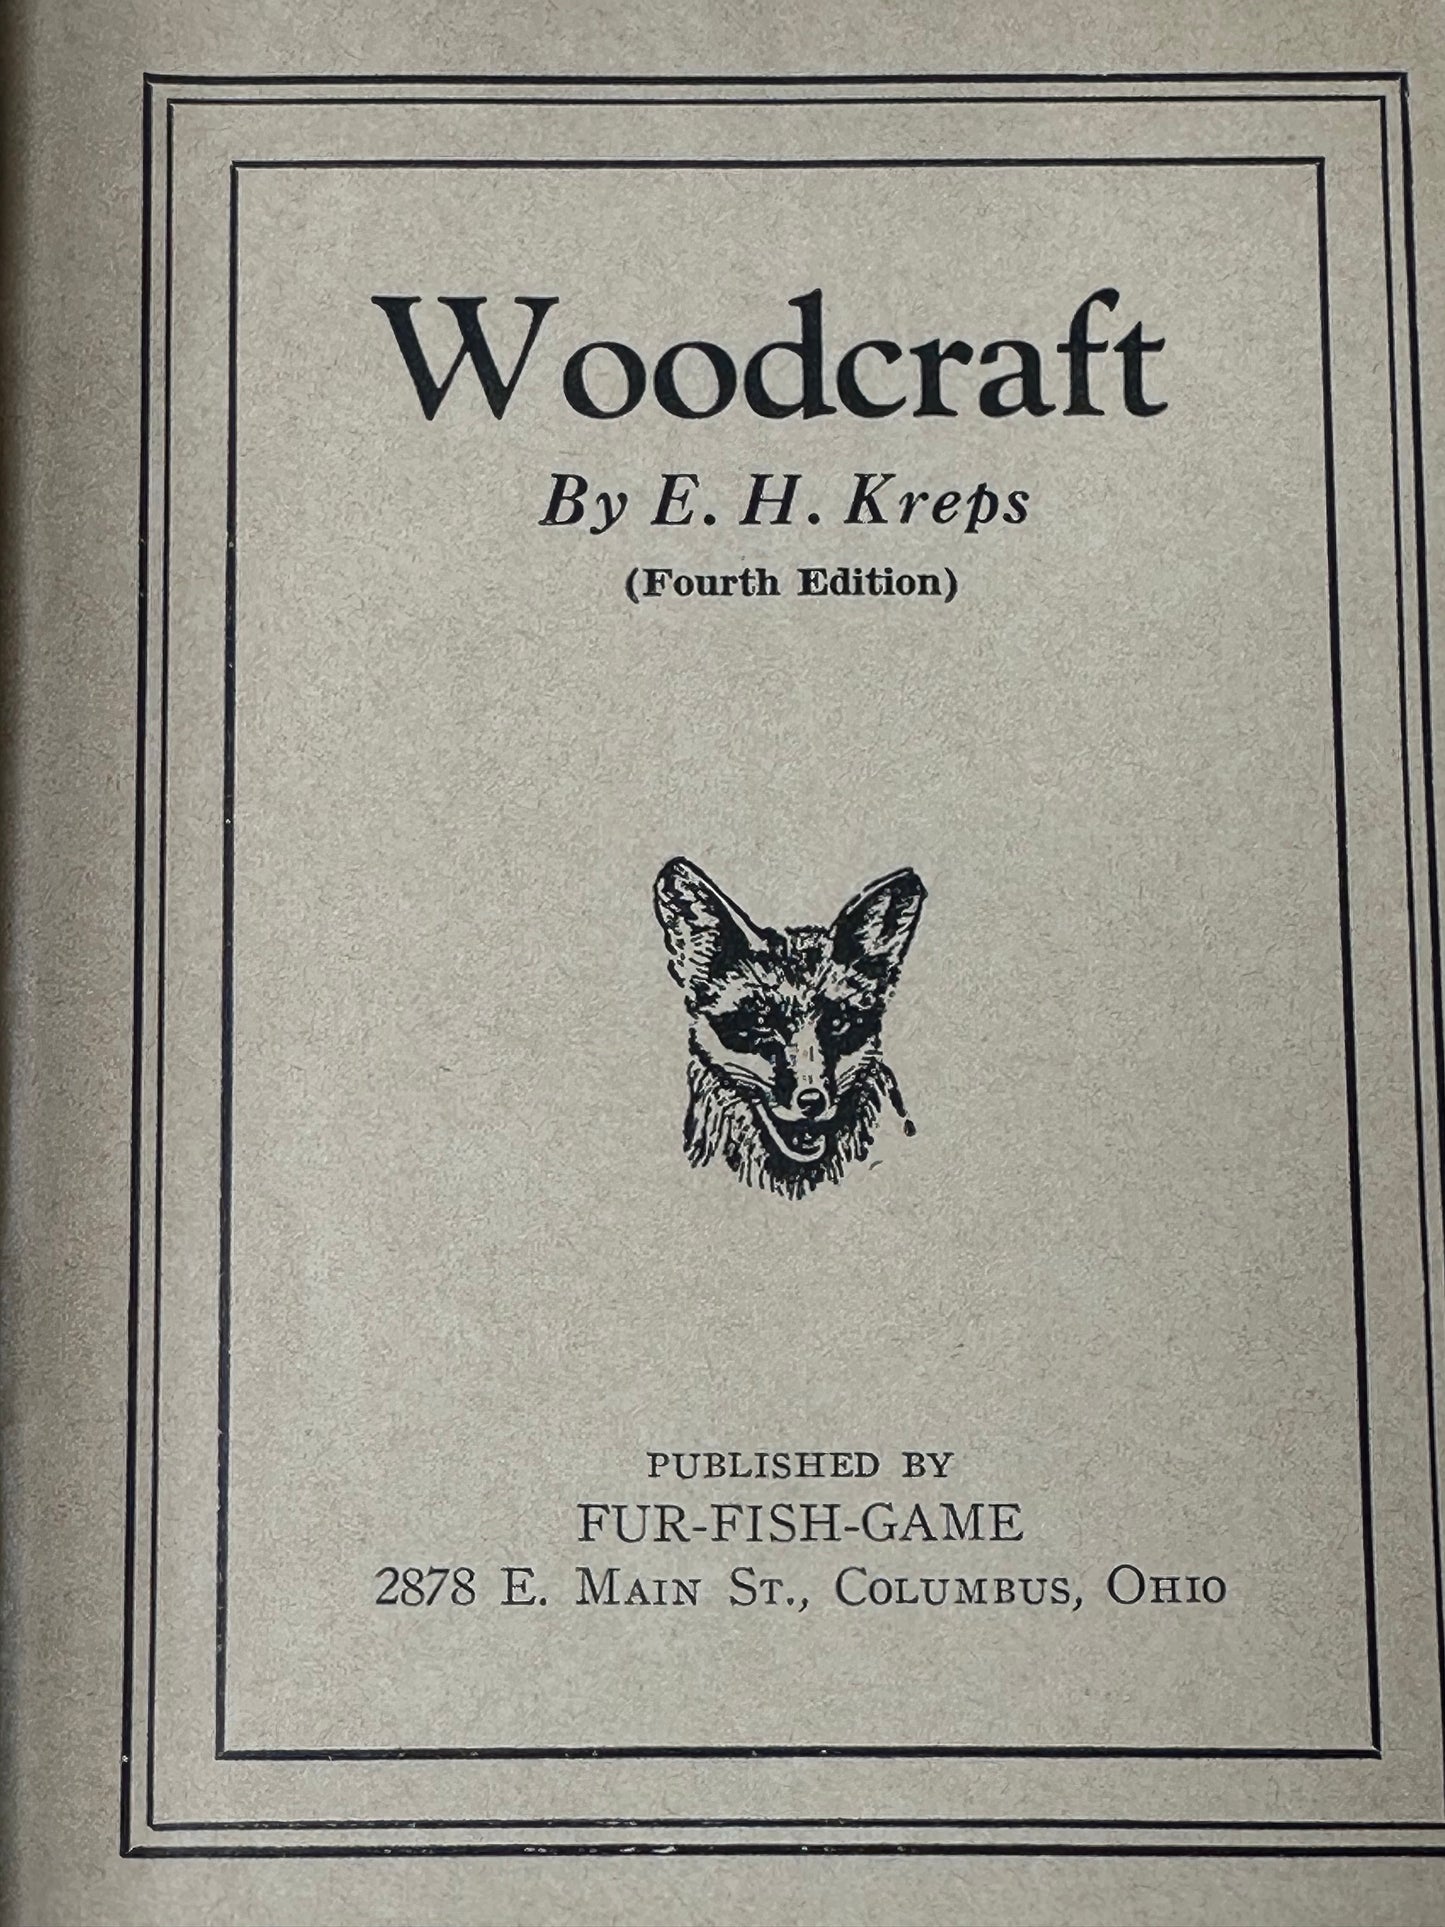 Woodcraft
By E. H. Kreps
(Fourth Edition)
PUBLISHED BY
FUR-FISH-GAME
2878 E. MAIN ST., COLUMBUS, OHIO